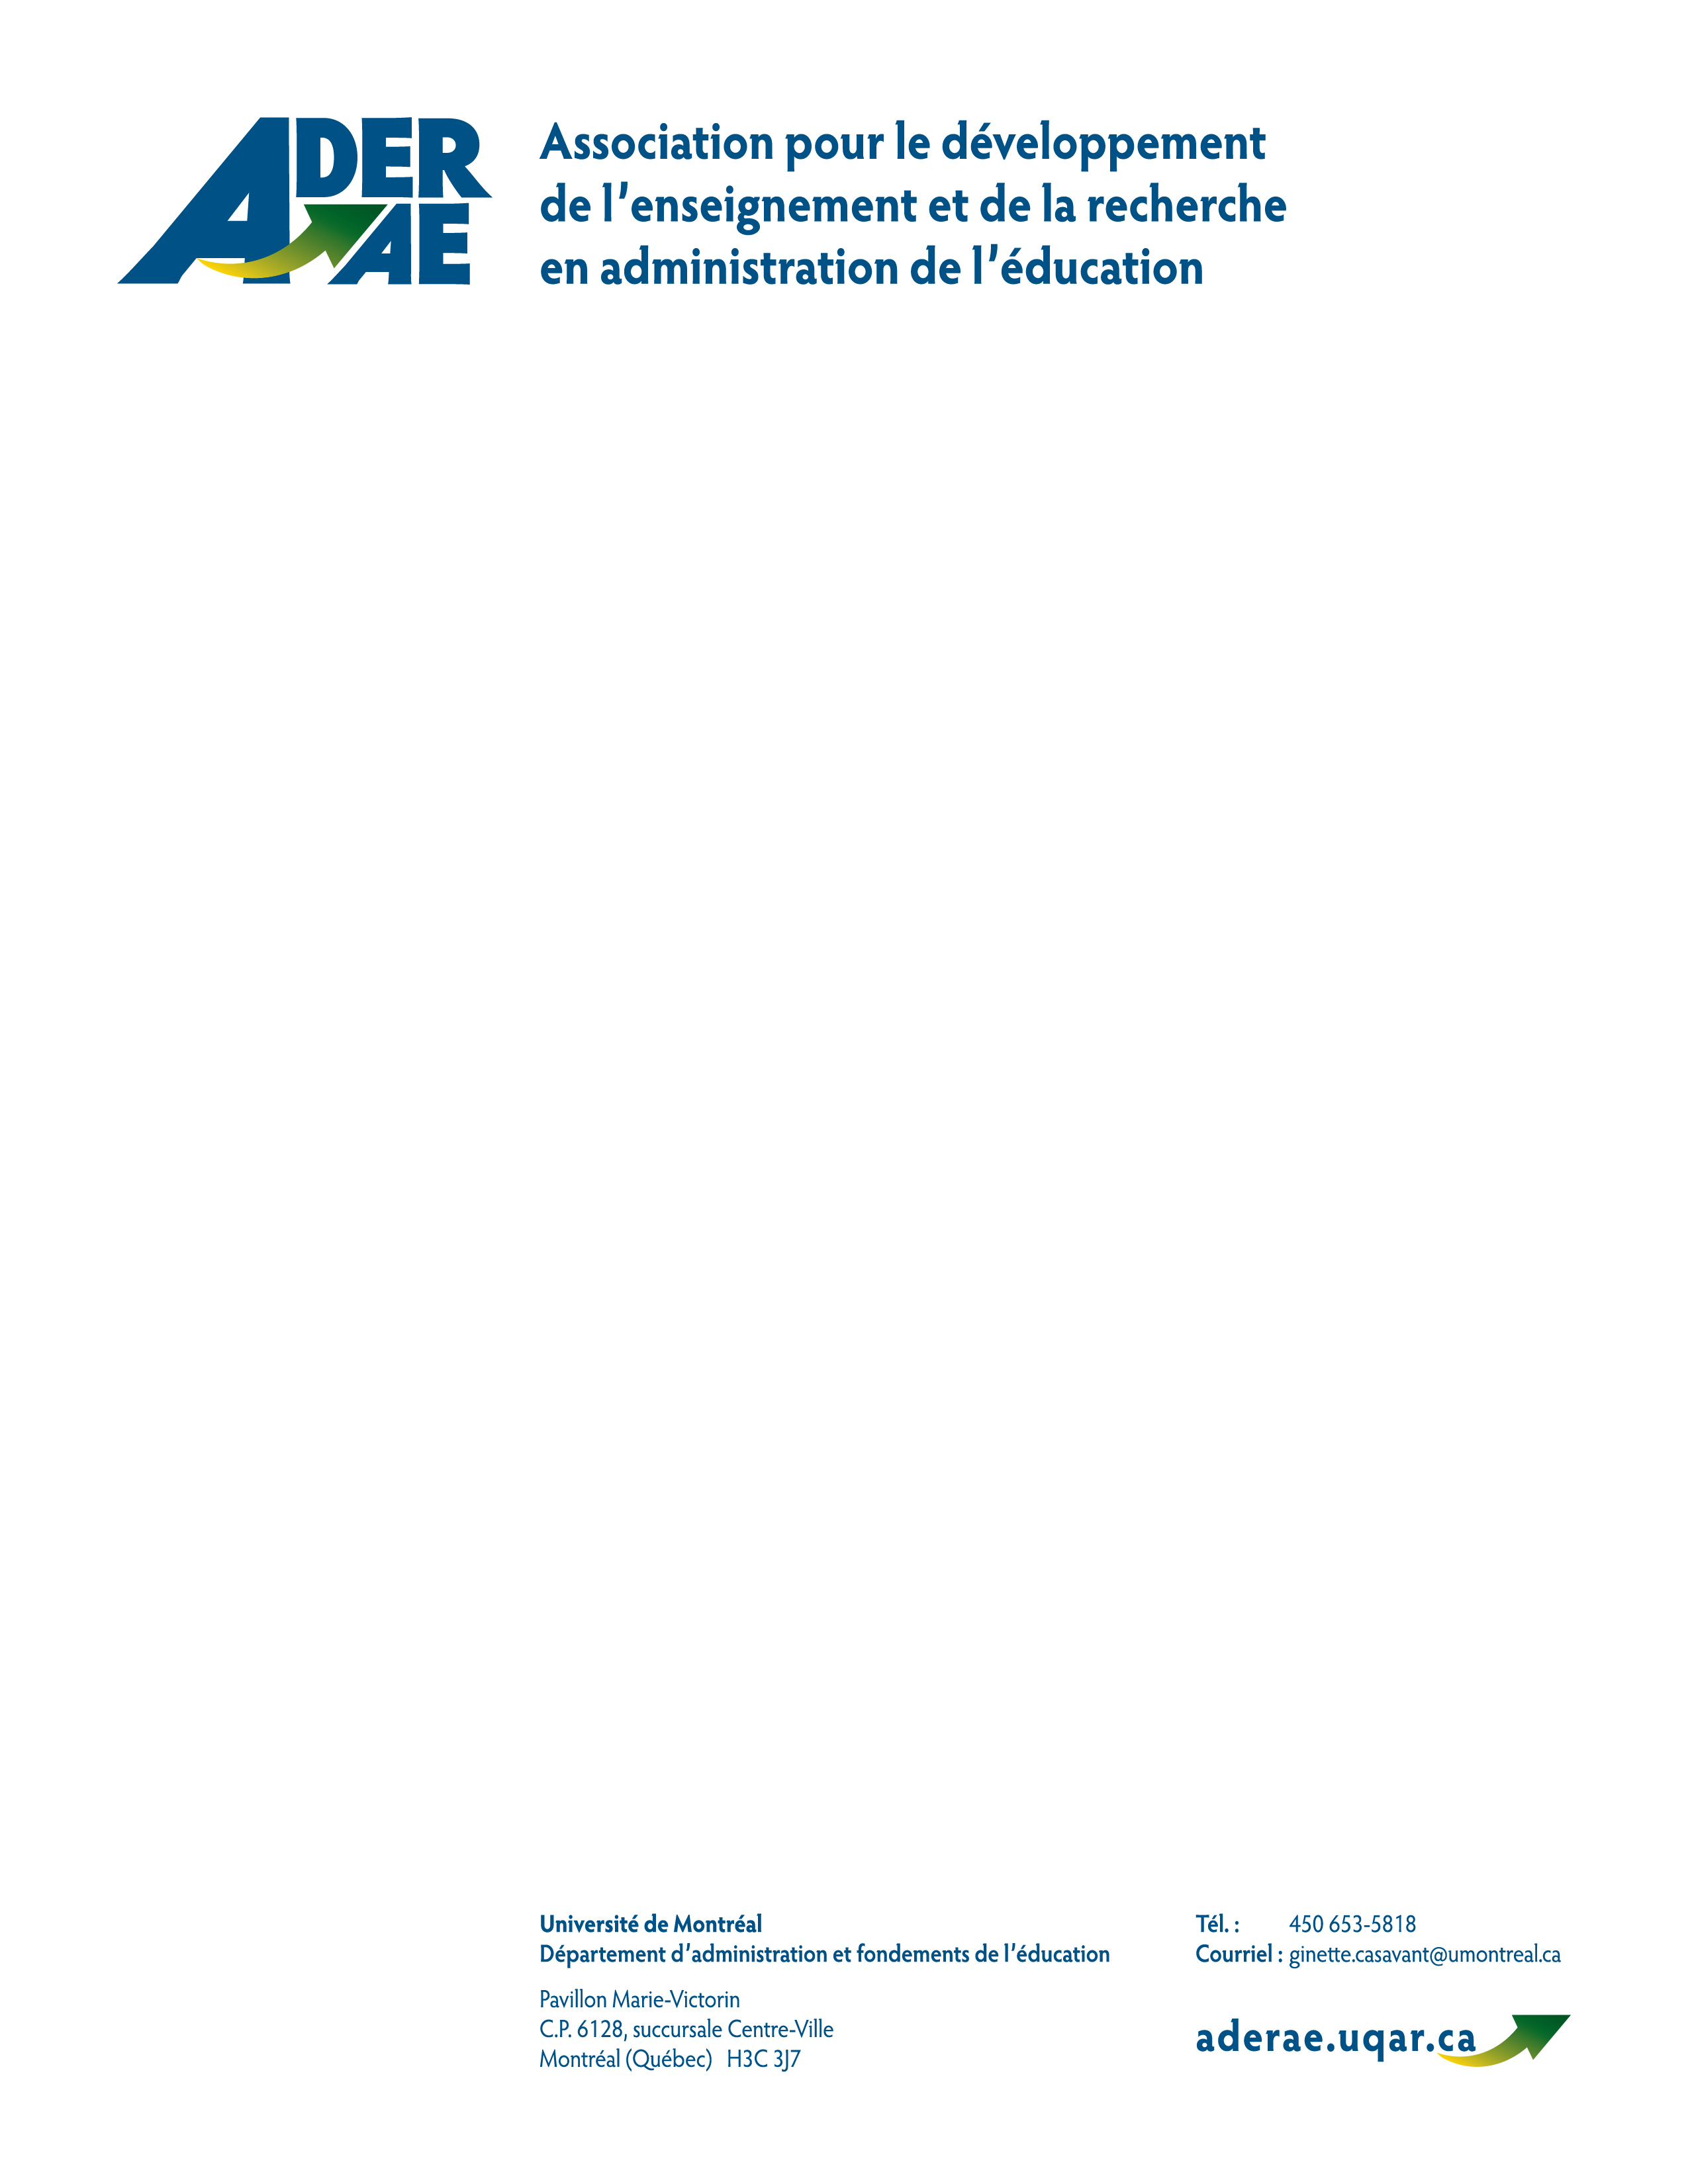 ADER
AE
Association pour le développement
de l'enseignement et de la recherche
en administration de l'éducation
Université de Montréal
Département d'administration et fondements de l'éducation
Pavillon Marie-Victorin
C.P. 6128, succursale Centre-Ville
Montréal (Québec) H3C 3J7
Tél. : 450 653-5818
Courriel : ginette.casavant@umontreal.ca
aderae.uqar.ca